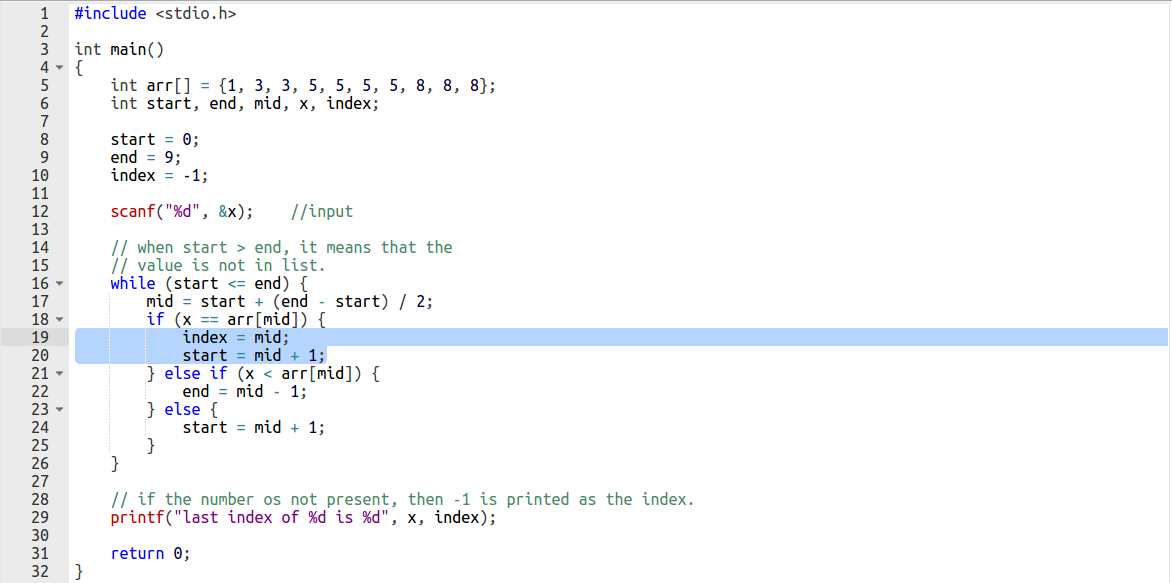 1 #include <stdio.h>
2
3 int main()
4 {
5     int arr[] = {1, 3, 3, 5, 5, 5, 5, 8, 8, 8};
6     int start, end, mid, x, index;
7
8     start = 0;
9     end = 9;
10     index = -1;
11
12     scanf("%d", &x);    //input
13
14     // when start > end, it means that the
15     // value is not in list.
16     while (start <= end) {
17         mid = start + (end - start) / 2;
18         if (x == arr[mid]) {
19             index = mid;
20             start = mid + 1;
21         } else if (x < arr[mid]) {
22             end = mid - 1;
23         } else {
24             start = mid + 1;
25         }
26     }
27
28     // if the number os not present, then -1 is printed as the index.
29     printf("last index of %d is %d", x, index);
30
31     return 0;
32 }